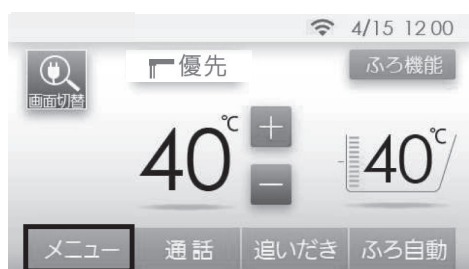 4/15 12:00
優先
ふろ機能
画面切替
40℃
+
−
40℃
メニュー
通話
追いだき
ふろ自動